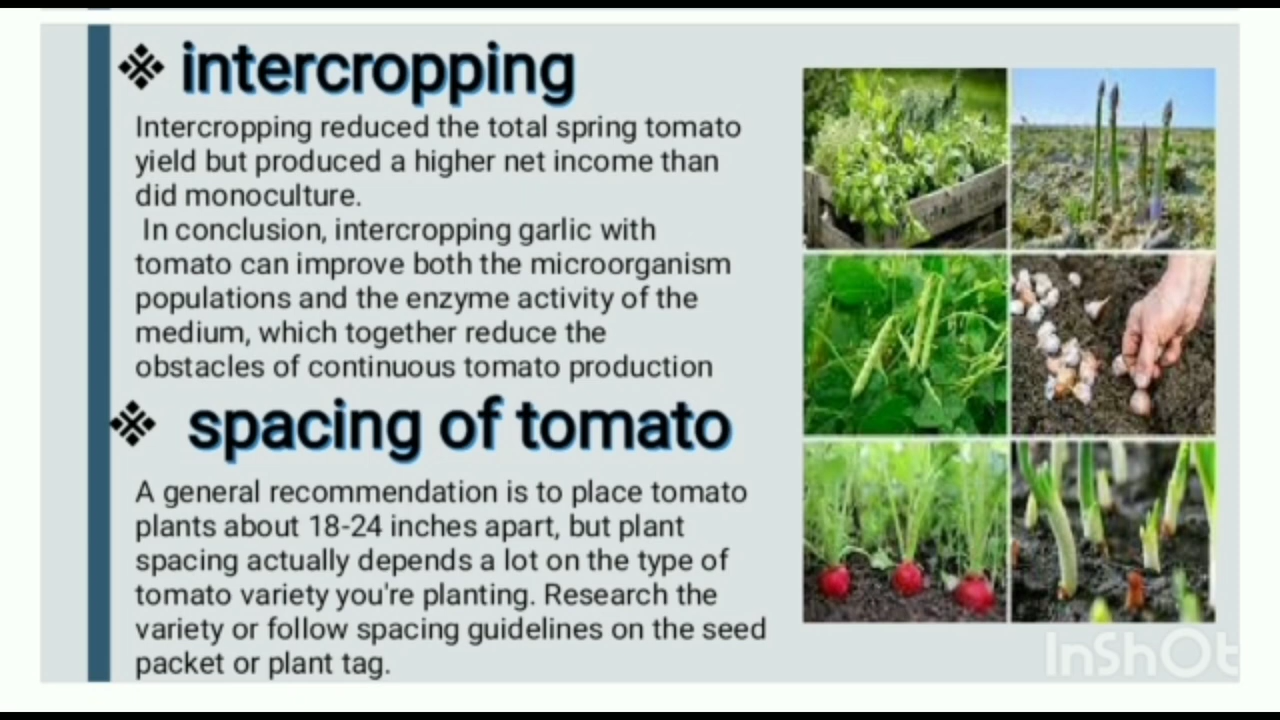 intercropping
Intercropping reduced the total spring tomato
yield but produced a higher net income than
did monoculture.
In conclusion, intercropping garlic with
tomato can improve both the microorganism
populations and the enzyme activity of the
medium, which together reduce the
obstacles of continuous tomato production
spacing of tomato
A general recommendation is to place tomato
plants about 18-24 inches apart, but plant
spacing actually depends a lot on the type of
tomato variety you're planting. Research the
variety or follow spacing guidelines on the seed
packet or plant tag.
InShOt